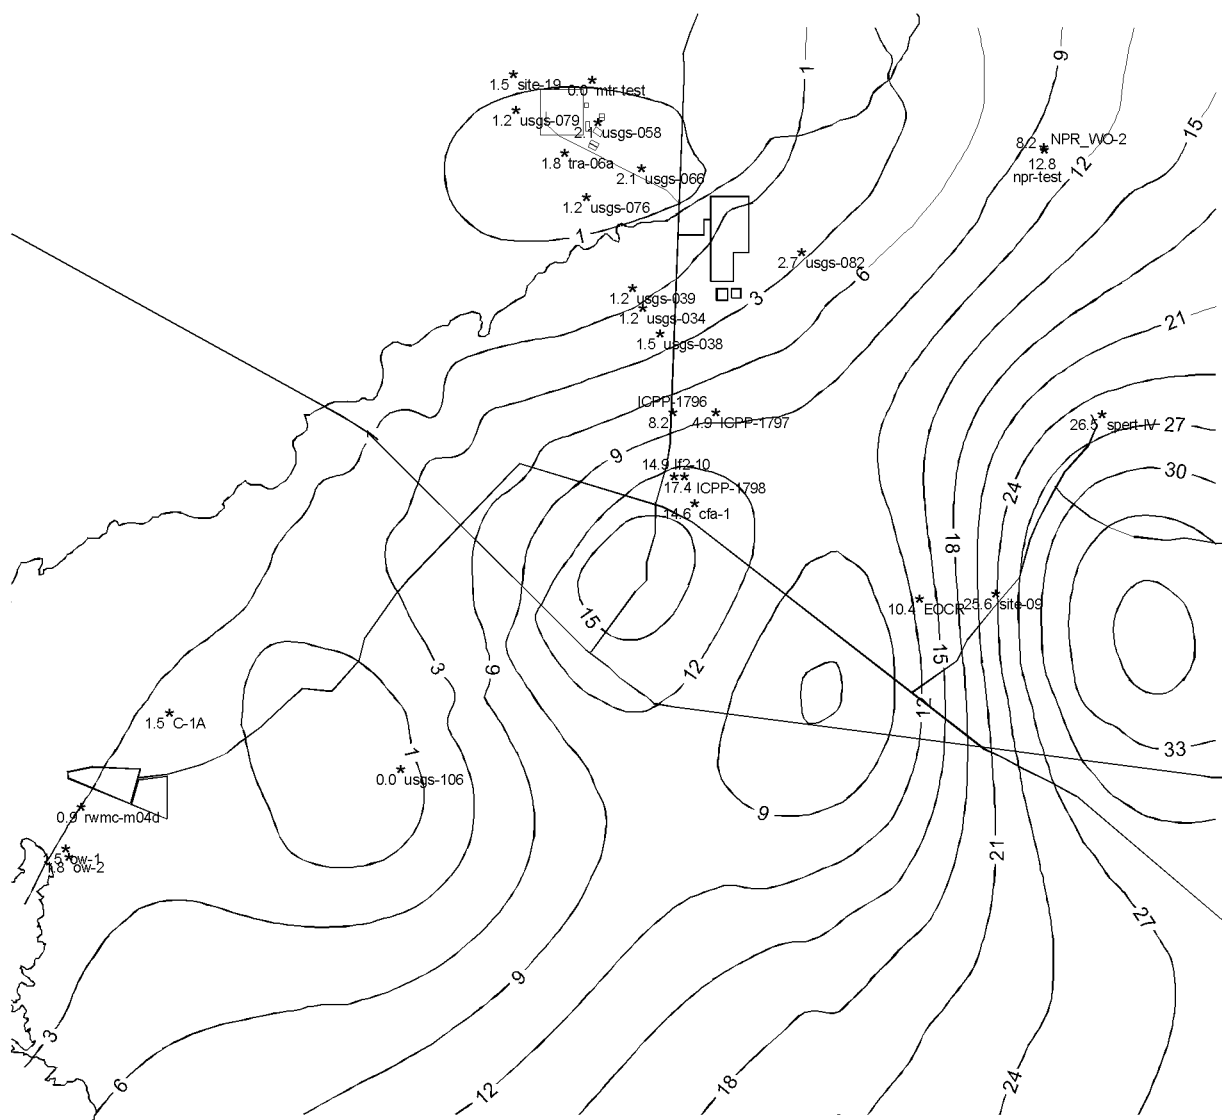 1
9
1.5 * site-19
0.0 * mtr-test
1.2 * usgs-079
2.1 * usgs-058
15
8.2 * NPR_WO-2
12.8
npr-test
12
1.8 * tra-06a
2.1 * usgs-066
1.2 * usgs-076
1
2.7 * usgs-082
6
1.2 * usgs-039
3
1.2 * usgs-034
21
1.5 * usgs-038
ICPP-1796
8.2 *
4.9 * ICPP-1797
26.5 * spert-IV
27
9
14.9 lf2-10
**
17.4 ICPP-1798
30
24
14.6 * cfa-1
18
10.4 * EOCR
25.6 * site-09
15
15
3
9
12
12
1.5 * C-1A
1
33
0.0 * usgs-106
0.9 * rwmc-m04d
9
21
* ow-1
* ow-2
27
9
3
6
12
18
24